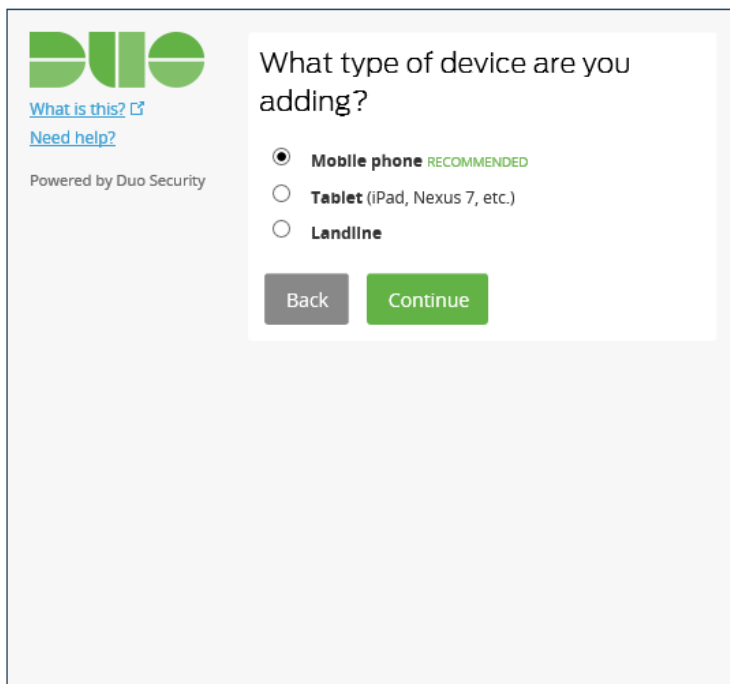 DUO
What is this?
Need help?
Powered by Duo Security
What type of device are you
adding?
Mobile phone RECOMMENDED
Tablet (iPad, Nexus 7, etc.)
Landline
Back
Continue